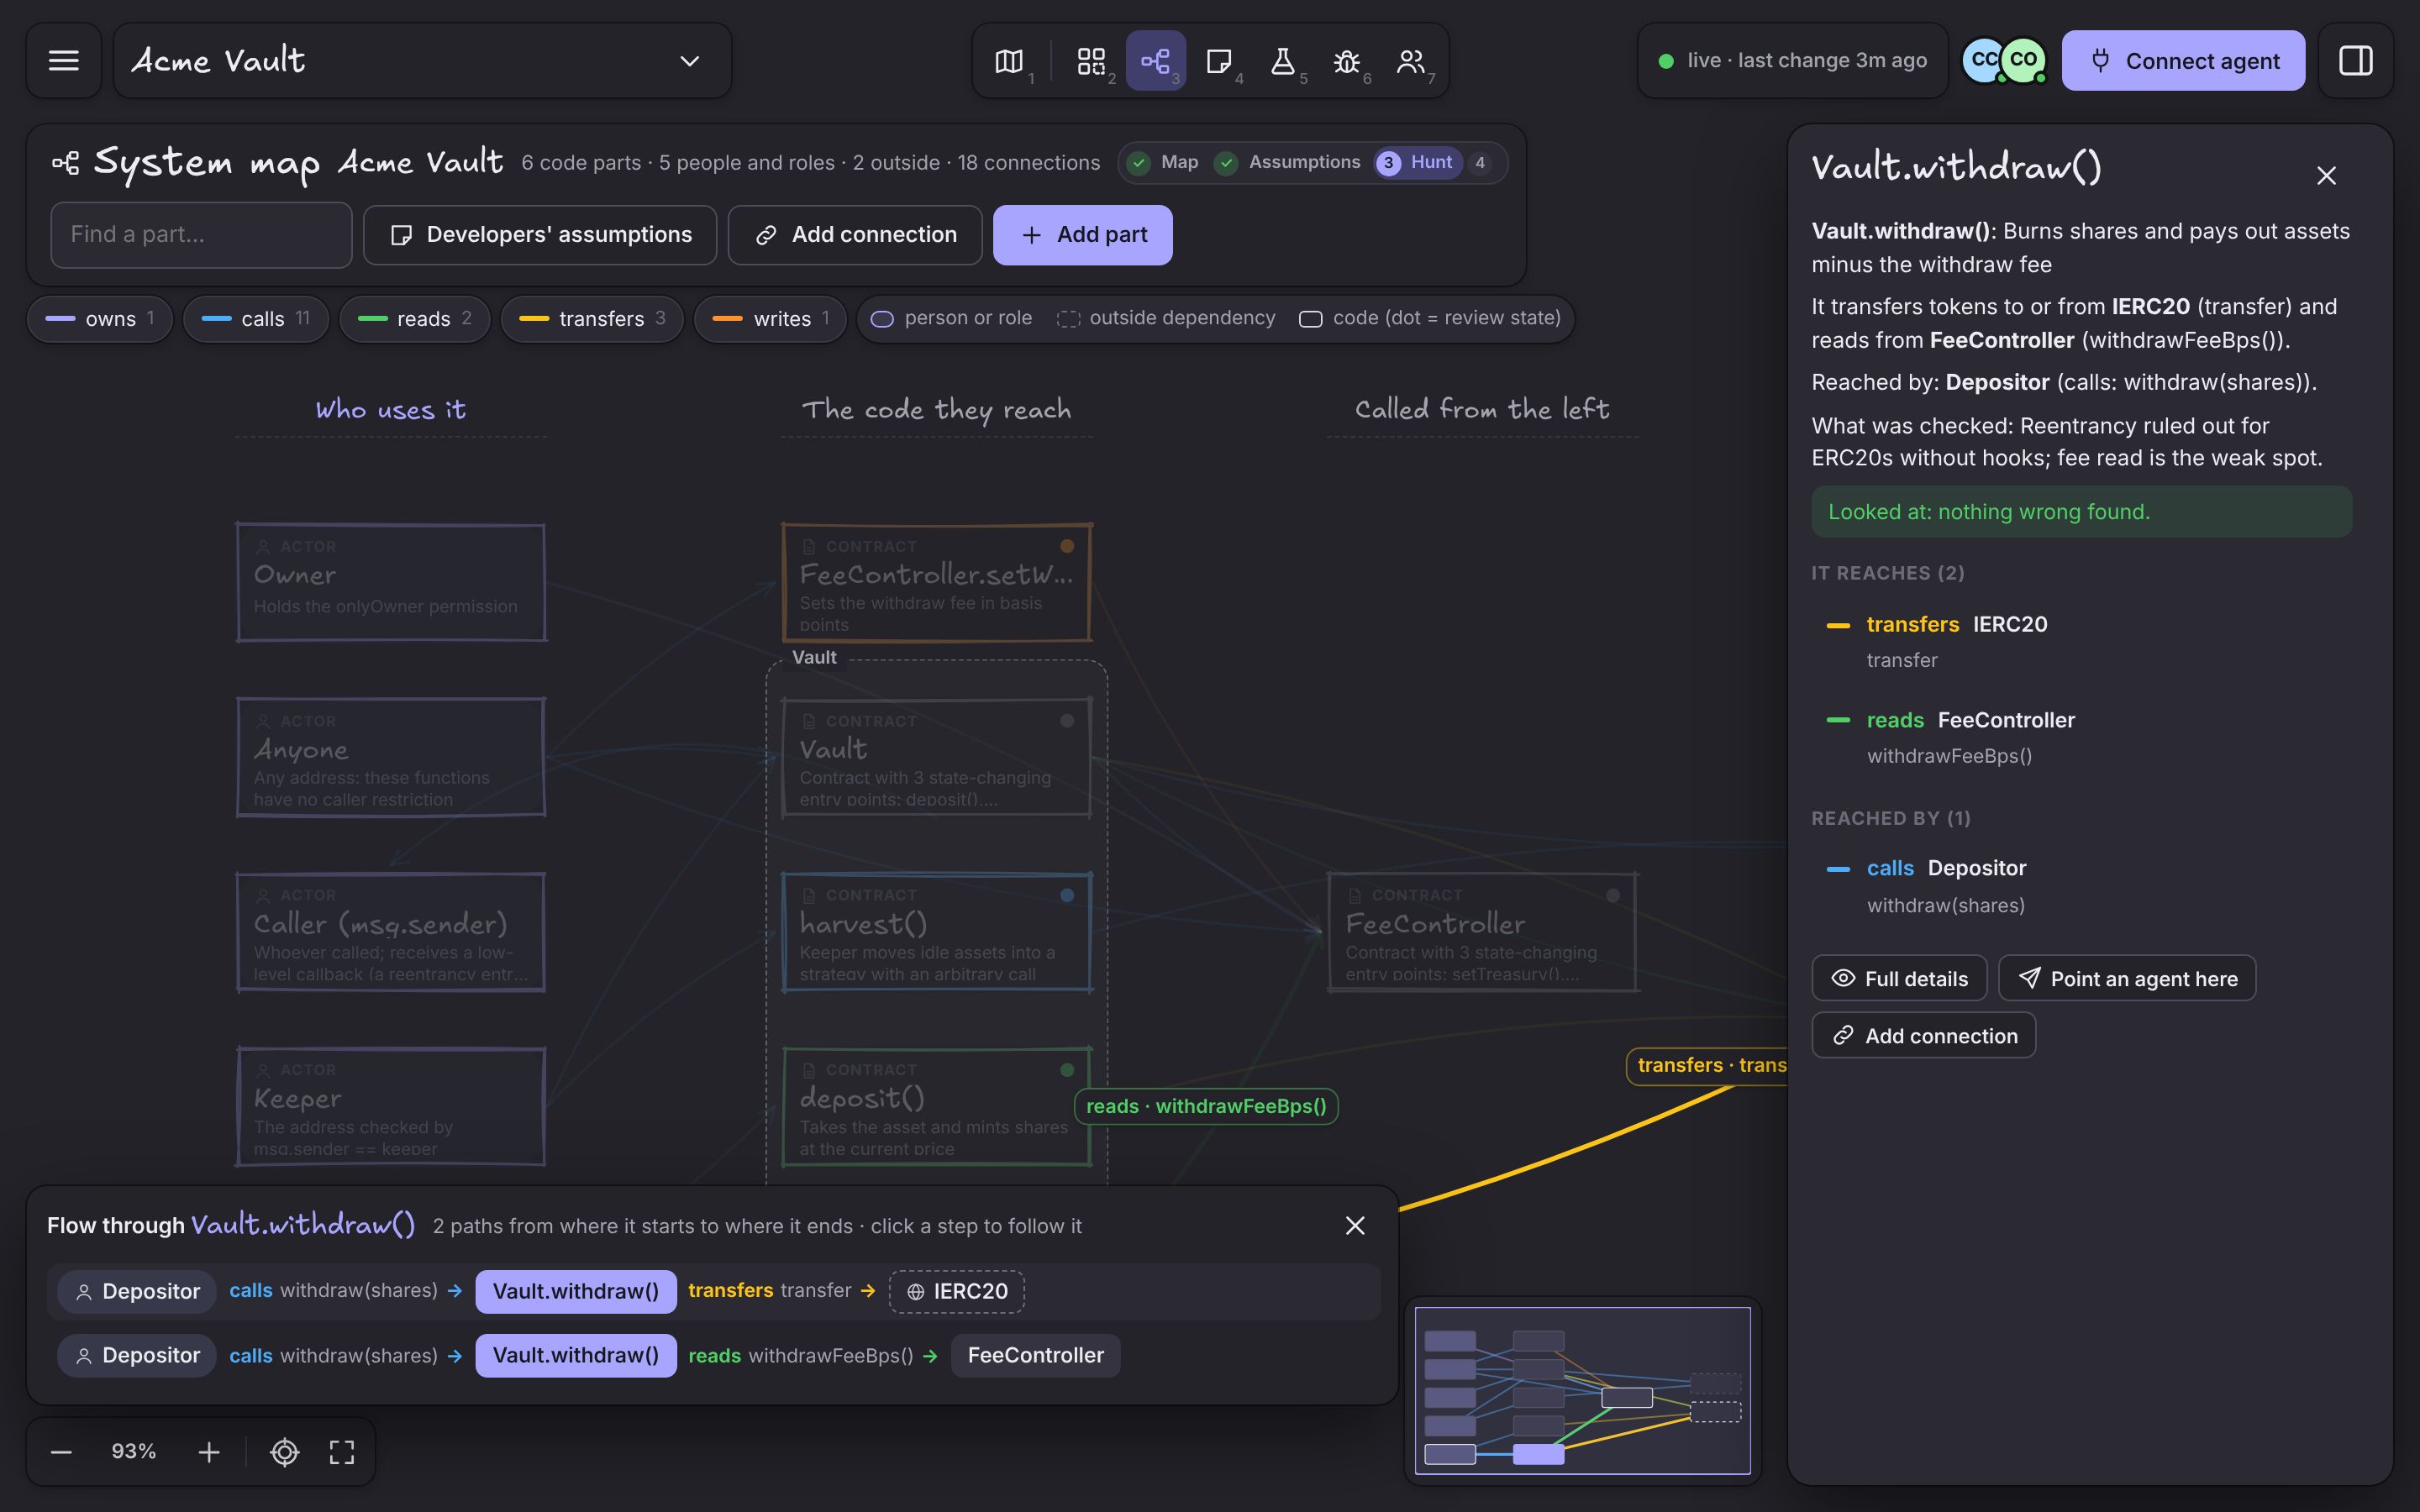 Acme Vault
1
2
3
4
5
6
7
live · last change 3m ago
CC
CO
Connect agent
System map Acme Vault 6 code parts · 5 people and roles · 2 outside · 18 connections
Map
Assumptions
3 Hunt
4
Find a part...
Developers' assumptions
Add connection
Add part
owns 1
calls 11
reads 2
transfers 3
writes 1
person or role
outside dependency
code (dot = review state)
Who uses it
The code they reach
Called from the left
ACTOR
Owner
Holds the onlyOwner permission
ACTOR
Anyone
Any address: these functions
have no caller restriction
ACTOR
Caller (msg.sender)
Whoever called; receives a low-
level callback (a reentrancy entr...
ACTOR
Keeper
The address checked by
msg.sender == keeper
CONTRACT
FeeController.setW...
Sets the withdraw fee in basis
points
Vault
CONTRACT
Vault
Contract with 3 state-changing
entry points: deposit()....
CONTRACT
harvest()
Keeper moves idle assets into a
strategy with an arbitrary call
CONTRACT
deposit()
Takes the asset and mints shares
at the current price
CONTRACT
FeeController
Contract with 3 state-changing
entry points: setTreasury()....
reads · withdrawFeeBps()
transfers · trans
Flow through Vault.withdraw() 2 paths from where it starts to where it ends · click a step to follow it
Depositor calls withdraw(shares) → Vault.withdraw() transfers transfer → IERC20
Depositor calls withdraw(shares) → Vault.withdraw() reads withdrawFeeBps() → FeeController
93%
Vault.withdraw()
Vault.withdraw(): Burns shares and pays out assets
minus the withdraw fee
It transfers tokens to or from IERC20 (transfer) and
reads from FeeController (withdrawFeeBps()).
Reached by: Depositor (calls: withdraw(shares)).
What was checked: Reentrancy ruled out for
ERC20s without hooks; fee read is the weak spot.
Looked at: nothing wrong found.
IT REACHES (2)
transfers IERC20
transfer
reads FeeController
withdrawFeeBps()
REACHED BY (1)
calls Depositor
withdraw(shares)
Full details
Point an agent here
Add connection